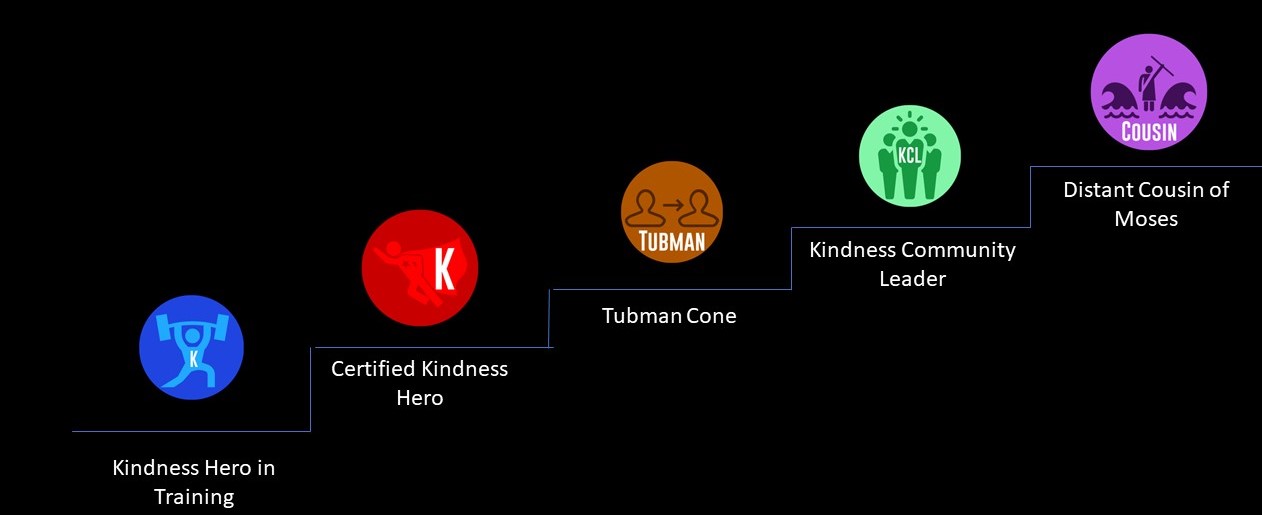 K
Kindness Hero in
Training
K
Certified Kindness
Hero
TUBMAN
Tubman Cone
KCL
Kindness Community
Leader
COUSIN
Distant Cousin of
Moses